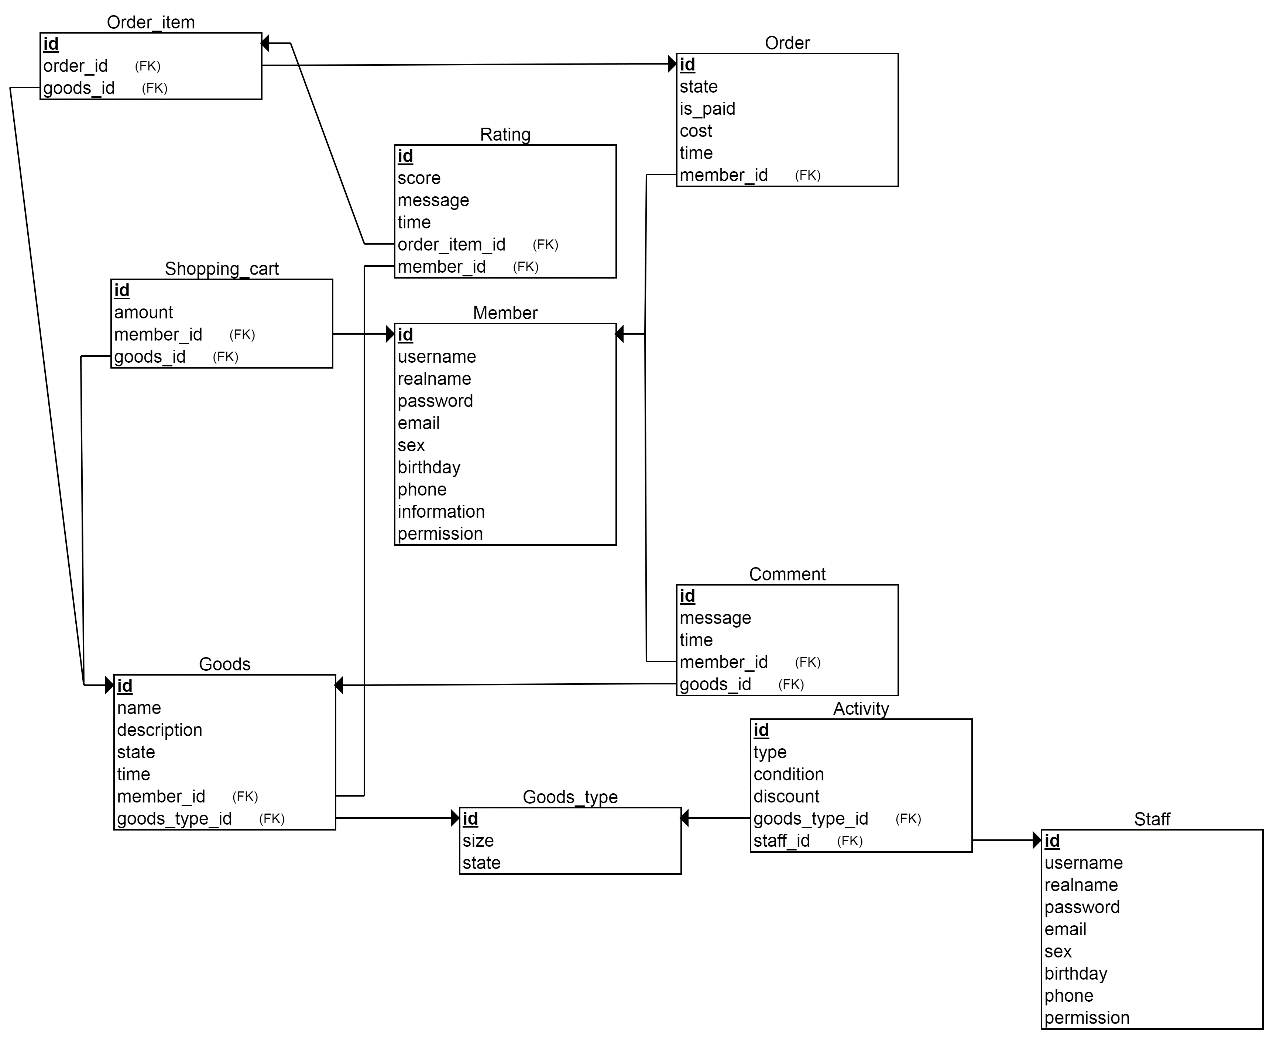 Order_item
id
order_id (FK)
goods_id (FK)
Order
id
state
is_paid
cost
time
member_id (FK)
Rating
id
score
message
time
order_item_id (FK)
member_id (FK)
Shopping_cart
id
amount
member_id (FK)
goods_id (FK)
Member
id
username
realname
password
email
sex
birthday
phone
information
permission
Comment
id
message
time
member_id (FK)
goods_id (FK)
Goods
id
name
description
state
time
member_id (FK)
goods_type_id (FK)
Activity
id
type
condition
discount
goods_type_id (FK)
staff_id (FK)
Goods_type
id
size
state
Staff
id
username
realname
password
email
sex
birthday
phone
permission